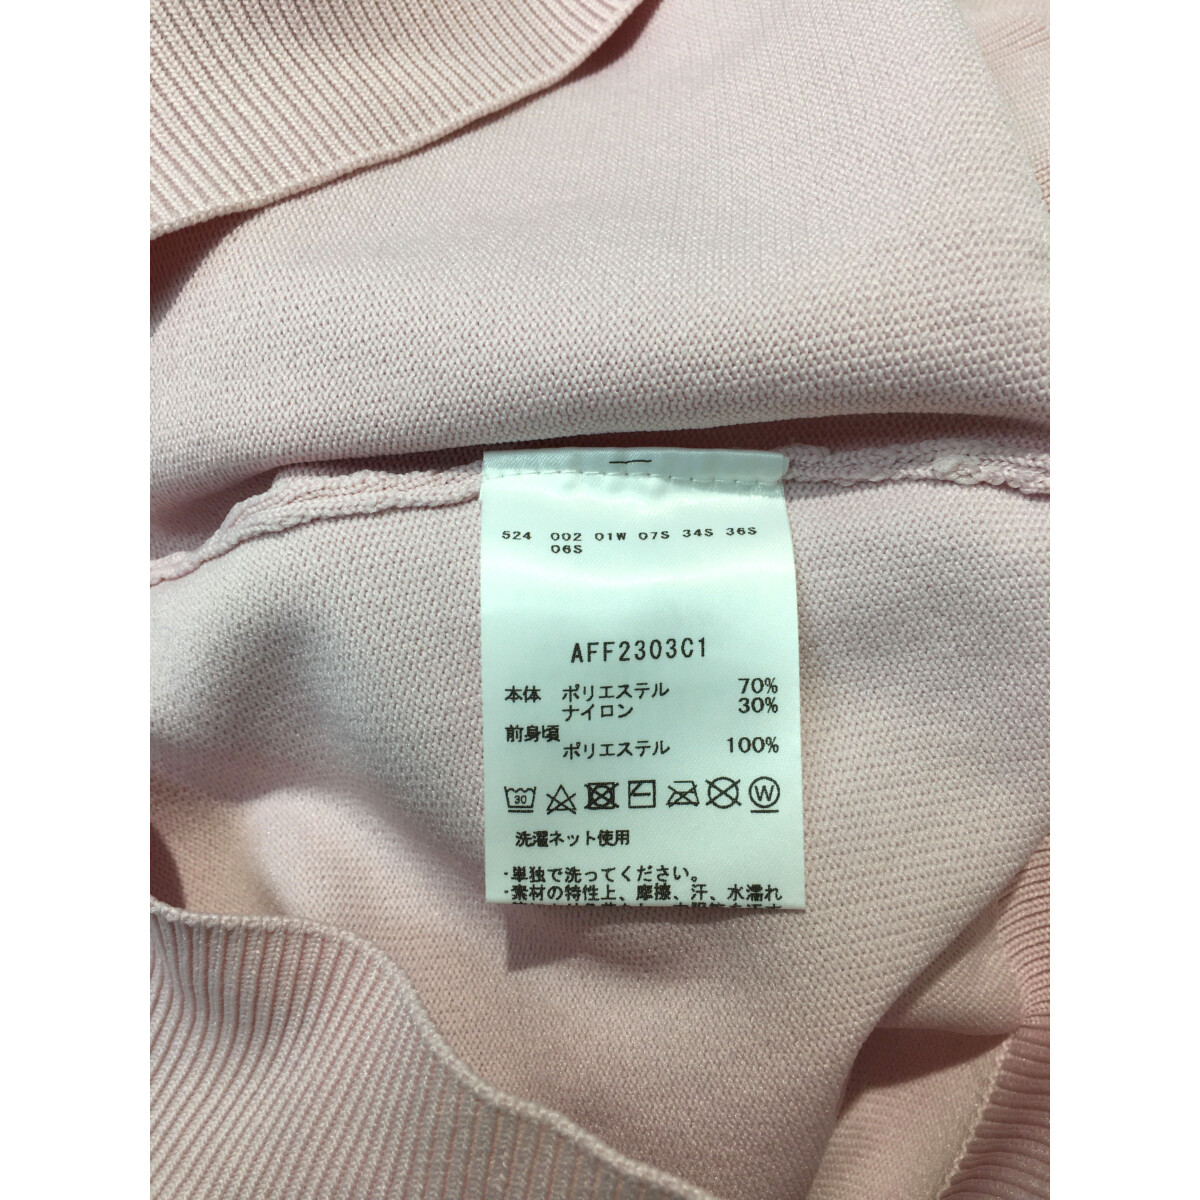 524 002 01W 07S 34S 36S
06S
AFF2303C1
本体 ポリエステル 70%
ナイロン 30%
前身頃
ポリエステル 100%
30 W
洗濯ネット使用
・単独で洗ってください。
・素材の特性上、摩擦、汗、水濡れ